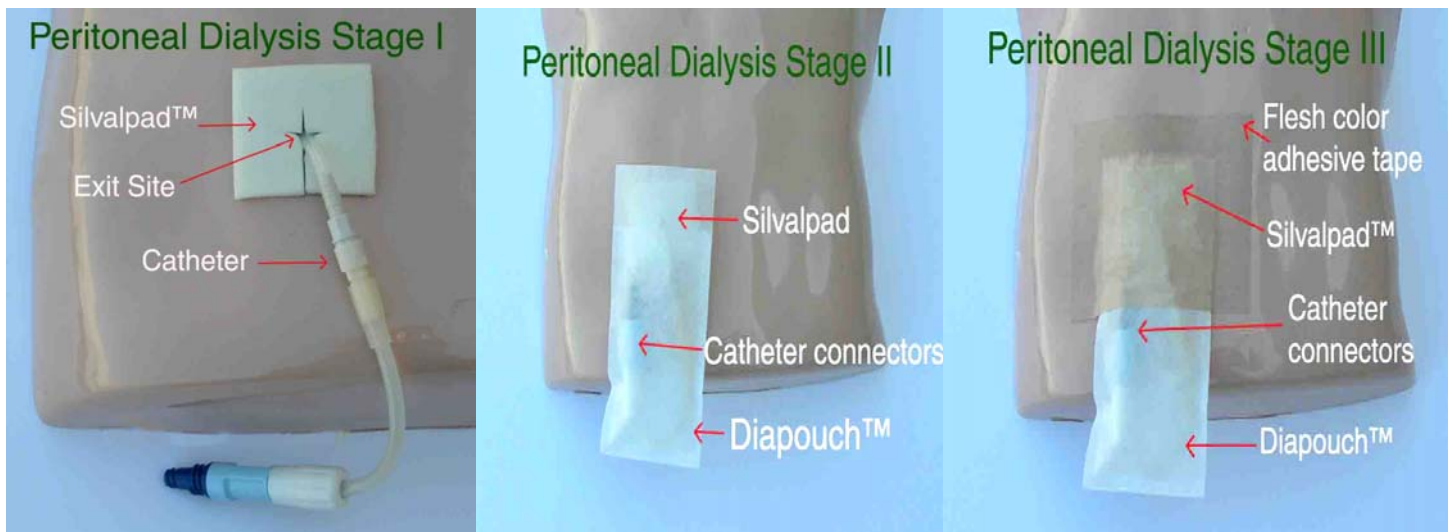 Peritoneal Dialysis Stage I
Silvalpad™
Exit Site
Catheter
Peritoneal Dialysis Stage II
Silvalpad
Catheter connectors
Diapouch™
Peritoneal Dialysis Stage III
Flesh color
adhesive tape
Silvalpad™
Catheter
connectors
Diapouch™